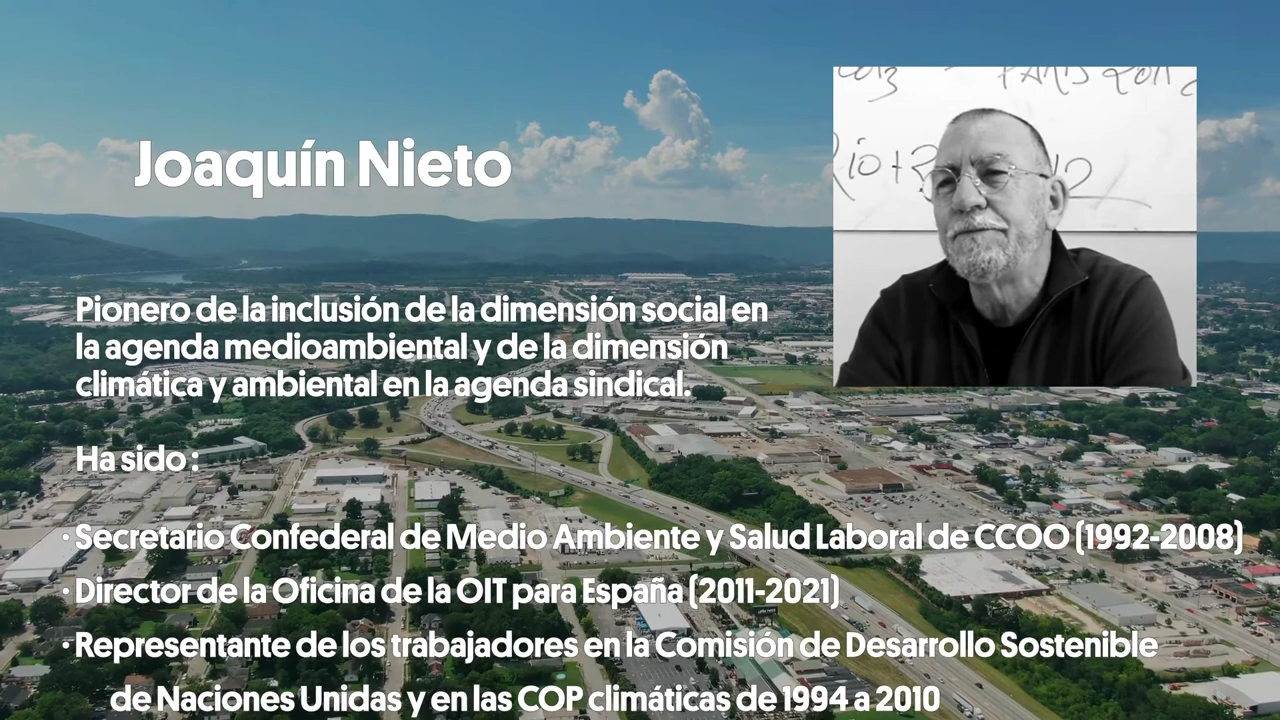 Joaquín Nieto
Pionero de la inclusión de la dimensión social en
la agenda medioambiental y de la dimensión
climática y ambiental en la agenda sindical.
Ha sido :
• Secretario Confederal de Medio Ambiente y Salud Laboral de CCOO (1992-2008)
• Director de la Oficina de la OIT para España (2011-2021)
• Representante de los trabajadores en la Comisión de Desarrollo Sostenible
de Naciones Unidas y en las COP climáticas de 1994 a 2010